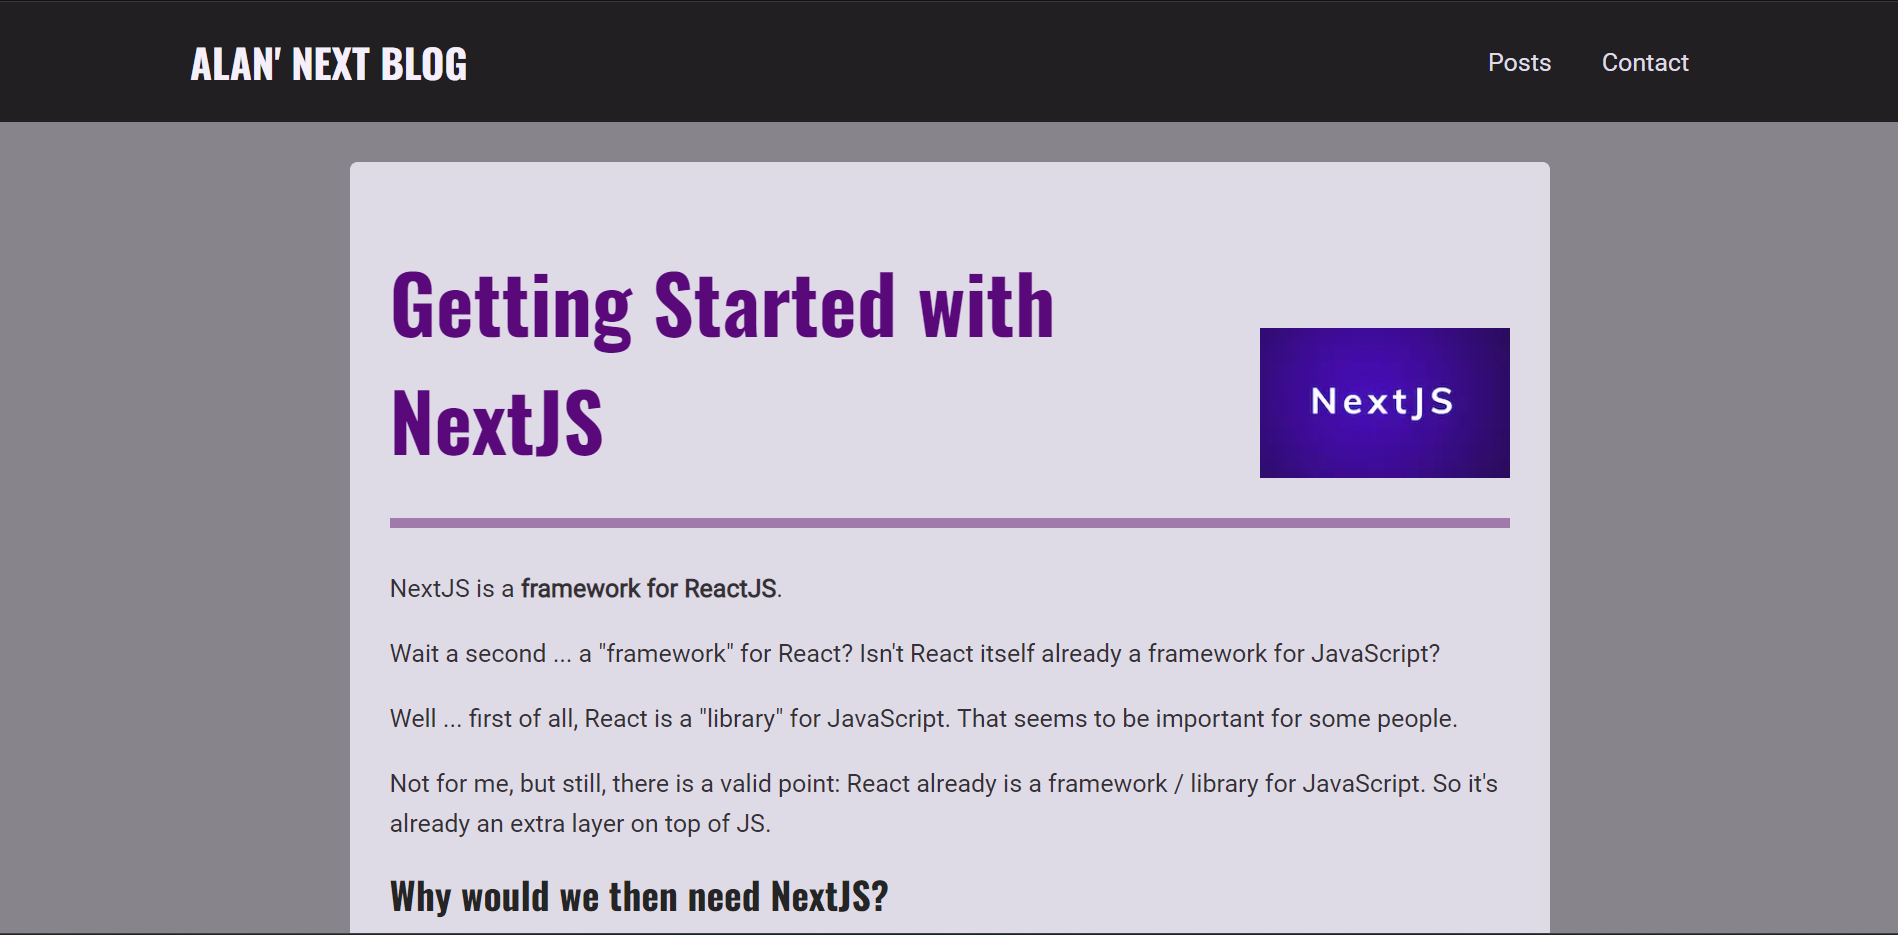 ALAN' NEXT BLOG
Posts
Contact
Getting Started with
NextJS
NextJS
NextJS is a framework for ReactJS.
Wait a second ... a "framework" for React? Isn't React itself already a framework for JavaScript?
Well ... first of all, React is a "library" for JavaScript. That seems to be important for some people.
Not for me, but still, there is a valid point: React already is a framework / library for JavaScript. So it's
already an extra layer on top of JS.
Why would we then need NextJS?